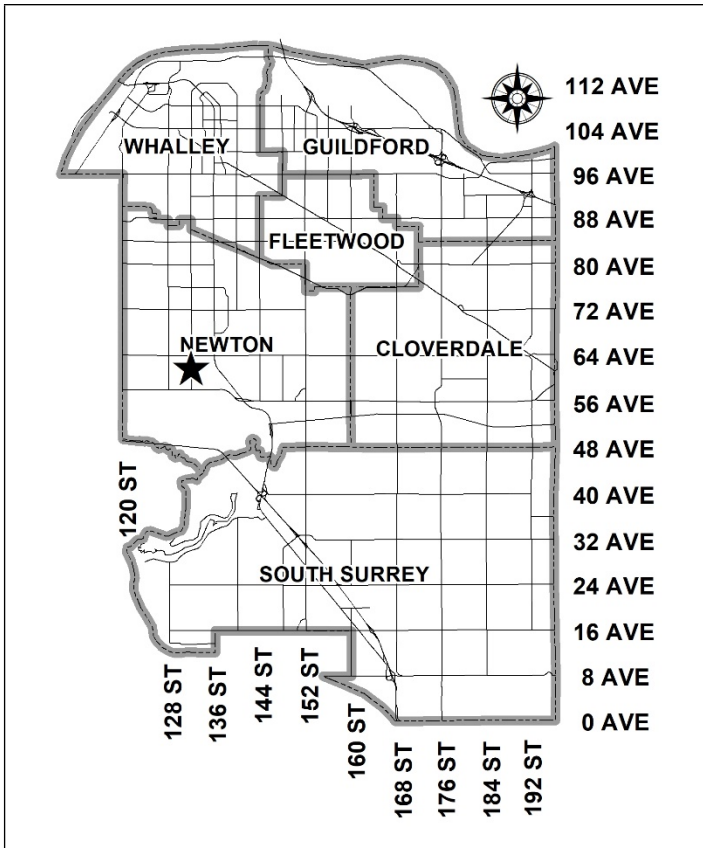 112 AVE
104 AVE
WHALLEY
GUILDFORD
96 AVE
88 AVE
FLEETWOOD
80 AVE
72 AVE
NEWTON
CLOVERDALE
64 AVE
56 AVE
48 AVE
120 ST
40 AVE
32 AVE
SOUTH SURREY
24 AVE
16 AVE
8 AVE
128 ST
136 ST
144 ST
152 ST
160 ST
0 AVE
168 ST
176 ST
184 ST
192 ST